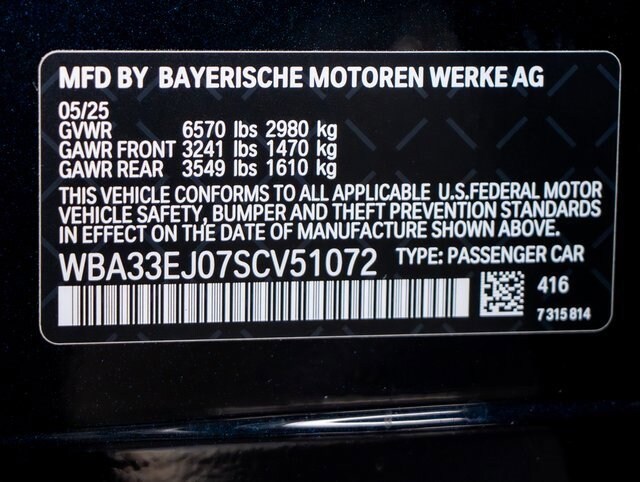 MFD BY BAYERISCHE MOTOREN WERKE AG
05/25
GVWR 6570 lbs 2980 kg
GAWR FRONT 3241 lbs 1470 kg
GAWR REAR 3549 lbs 1610 kg
THIS VEHICLE CONFORMS TO ALL APPLICABLE U.S.FEDERAL MOTOR
VEHICLE SAFETY, BUMPER AND THEFT PREVENTION STANDARDS
IN EFFECT ON THE DATE OF MANUFACTURE SHOWN ABOVE.
WBA33EJ07SCV51072 TYPE: PASSENGER CAR
416
7 315 814